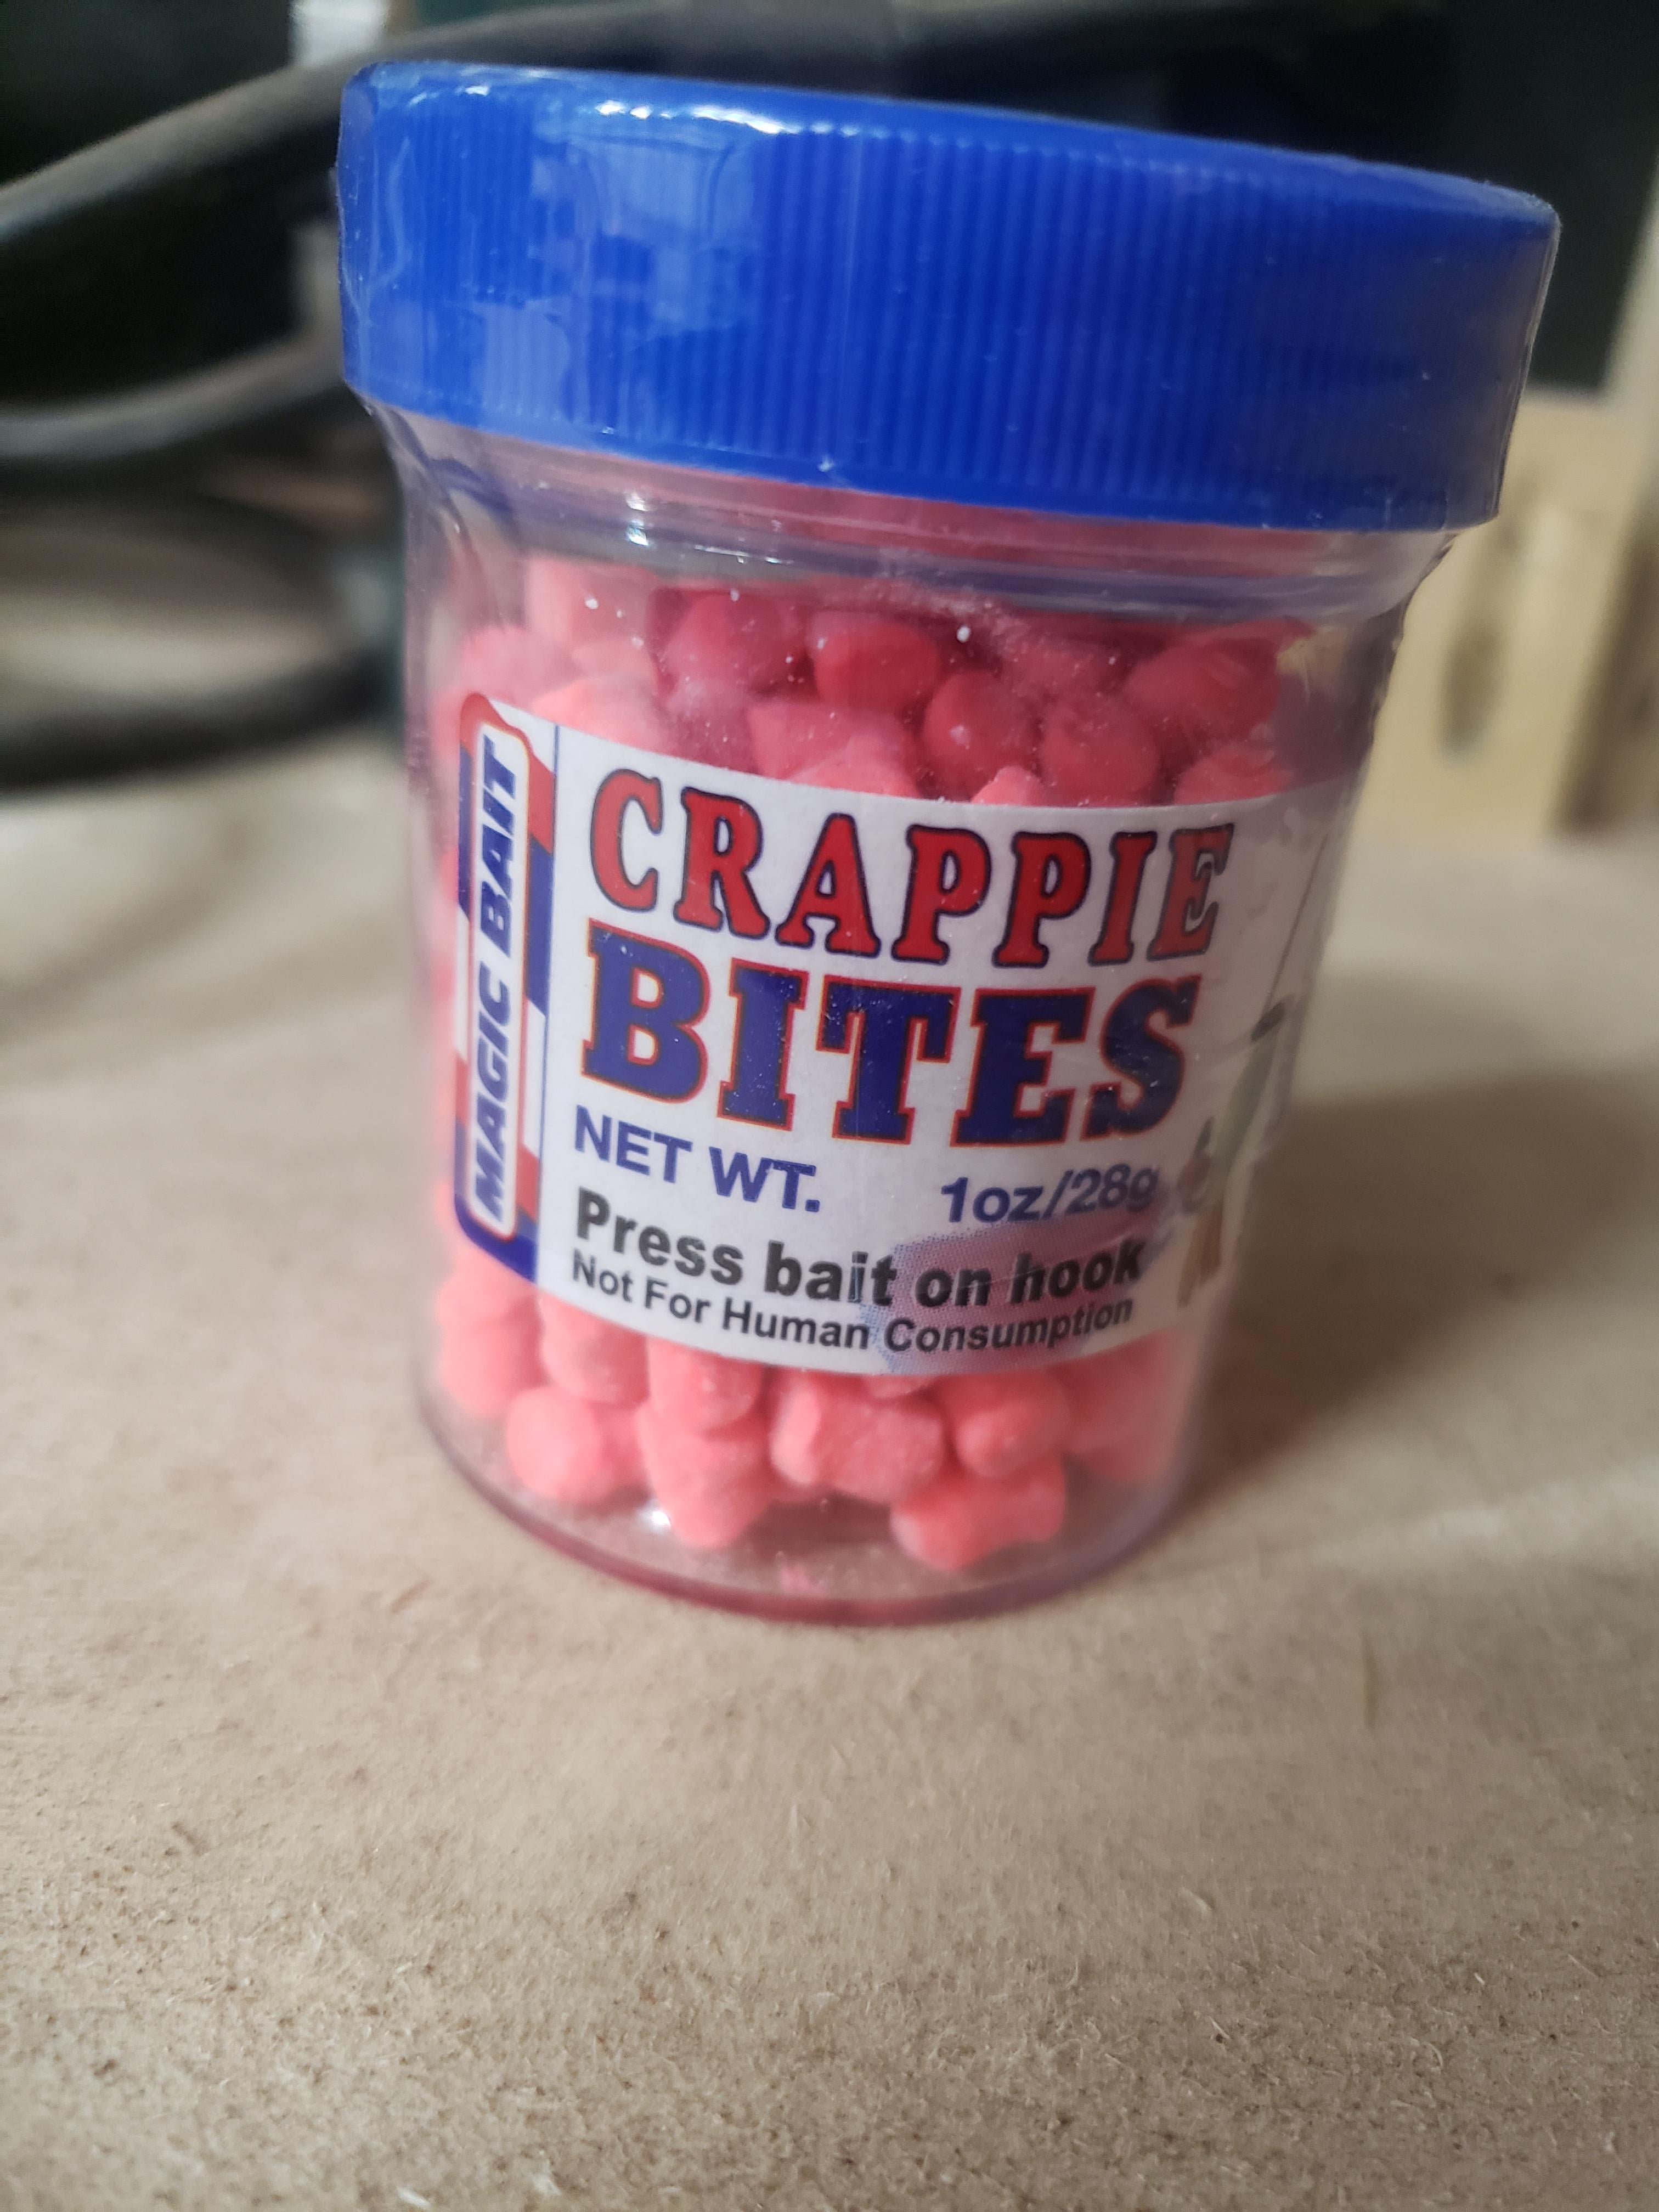 MAGIC BAIT
CRAPPIE
BITES
NET WT. 1oz/28g
Press bait on hook
Not For Human Consumption